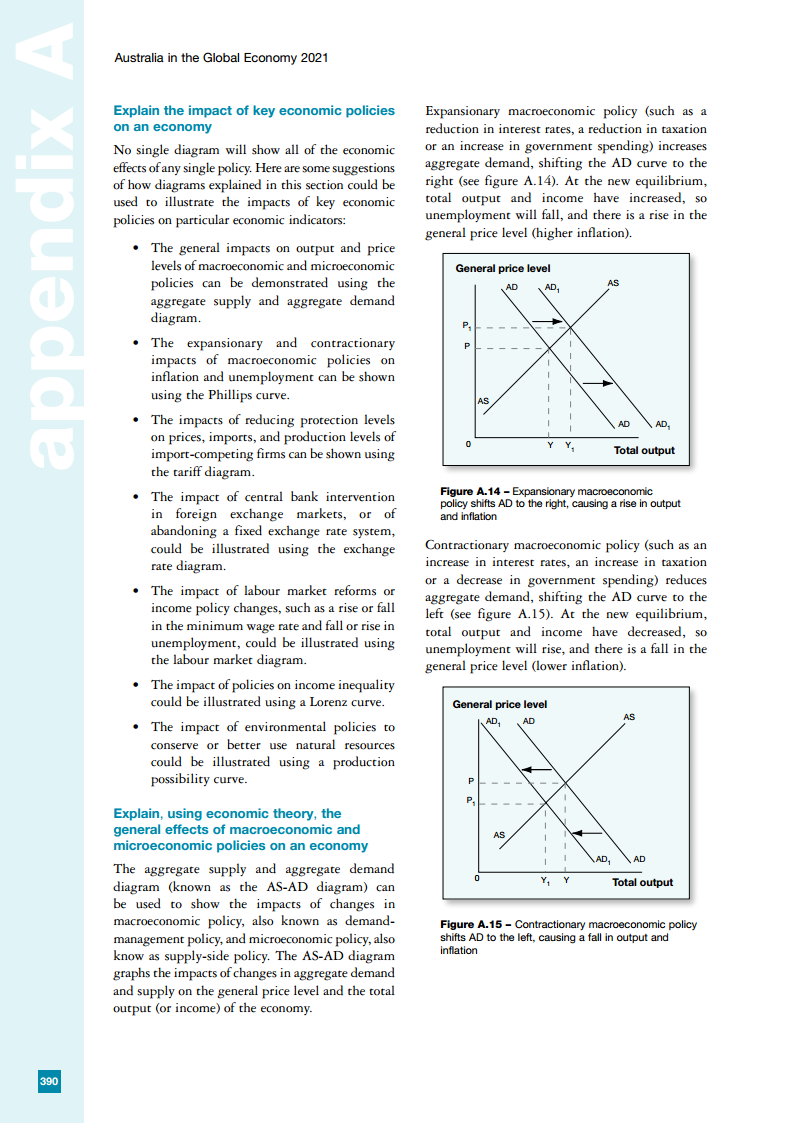 appendix A
Australia in the Global Economy 2021
Explain the impact of key economic policies
on an economy
No single diagram will show all of the economic
effects of any single policy. Here are some suggestions
of how diagrams explained in this section could be
used to illustrate the impacts of key economic
policies on particular economic indicators:
• The general impacts on output and price
levels of macroeconomic and microeconomic
policies can be demonstrated using the
aggregate supply and aggregate demand
diagram.
• The expansionary and contractionary
impacts of macroeconomic policies on
inflation and unemployment can be shown
using the Phillips curve.
• The impacts of reducing protection levels
on prices, imports, and production levels of
import-competing firms can be shown using
the tariff diagram.
• The impact of central bank intervention
in foreign exchange markets, or of
abandoning a fixed exchange rate system,
could be illustrated using the exchange
rate diagram.
• The impact of labour market reforms or
income policy changes, such as a rise or fall
in the minimum wage rate and fall or rise in
unemployment, could be illustrated using
the labour market diagram.
• The impact of policies on income inequality
could be illustrated using a Lorenz curve.
• The impact of environmental policies to
conserve or better use natural resources
could be illustrated using a production
possibility curve.
Explain, using economic theory, the
general effects of macroeconomic and
microeconomic policies on an economy
The aggregate supply and aggregate demand
diagram (known as the AS-AD diagram) can
be used to show the impacts of changes in
macroeconomic policy, also known as demand-
management policy, and microeconomic policy, also
know as supply-side policy. The AS-AD diagram
graphs the impacts of changes in aggregate demand
and supply on the general price level and the total
output (or income) of the economy.
Expansionary macroeconomic policy (such as a
reduction in interest rates, a reduction in taxation
or an increase in government spending) increases
aggregate demand, shifting the AD curve to the
right (see figure A.14). At the new equilibrium,
total output and income have increased, so
unemployment will fall, and there is a rise in the
general price level (higher inflation).
General price level
AD AD₁ AS
P₁
P
AS
AD AD₁
0 Y Y₁ Total output
Figure A.14 – Expansionary macroeconomic
policy shifts AD to the right, causing a rise in output
and inflation
Contractionary macroeconomic policy (such as an
increase in interest rates, an increase in taxation
or a decrease in government spending) reduces
aggregate demand, shifting the AD curve to the
left (see figure A.15). At the new equilibrium,
total output and income have decreased, so
unemployment will rise, and there is a fall in the
general price level (lower inflation).
General price level
AD₁ AD AS
P
P₁
AS
AD₁ AD
0 Y₁ Y Total output
Figure A.15 – Contractionary macroeconomic policy
shifts AD to the left, causing a fall in output and
inflation
390